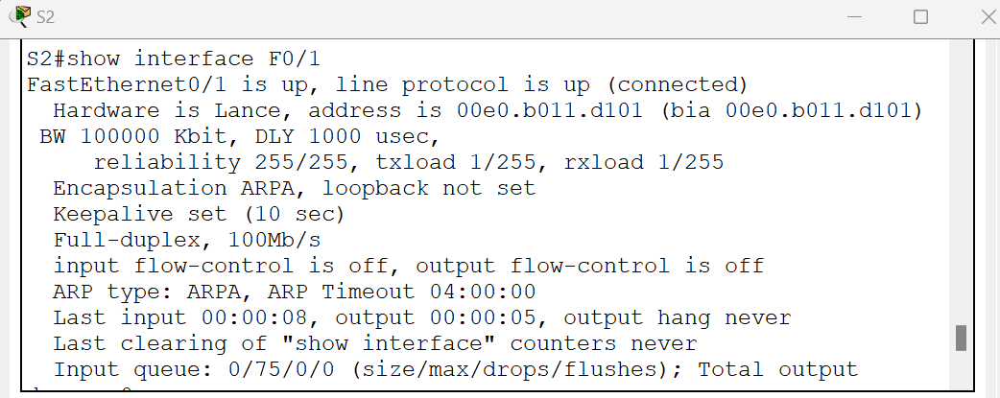 S2
S2#show interface F0/1
FastEthernet0/1 is up, line protocol is up (connected)
  Hardware is Lance, address is 00e0.b011.d101 (bia 00e0.b011.d101)
 BW 100000 Kbit, DLY 1000 usec,
     reliability 255/255, txload 1/255, rxload 1/255
  Encapsulation ARPA, loopback not set
  Keepalive set (10 sec)
  Full-duplex, 100Mb/s
  input flow-control is off, output flow-control is off
  ARP type: ARPA, ARP Timeout 04:00:00
  Last input 00:00:08, output 00:00:05, output hang never
  Last clearing of "show interface" counters never
  Input queue: 0/75/0/0 (size/max/drops/flushes); Total output